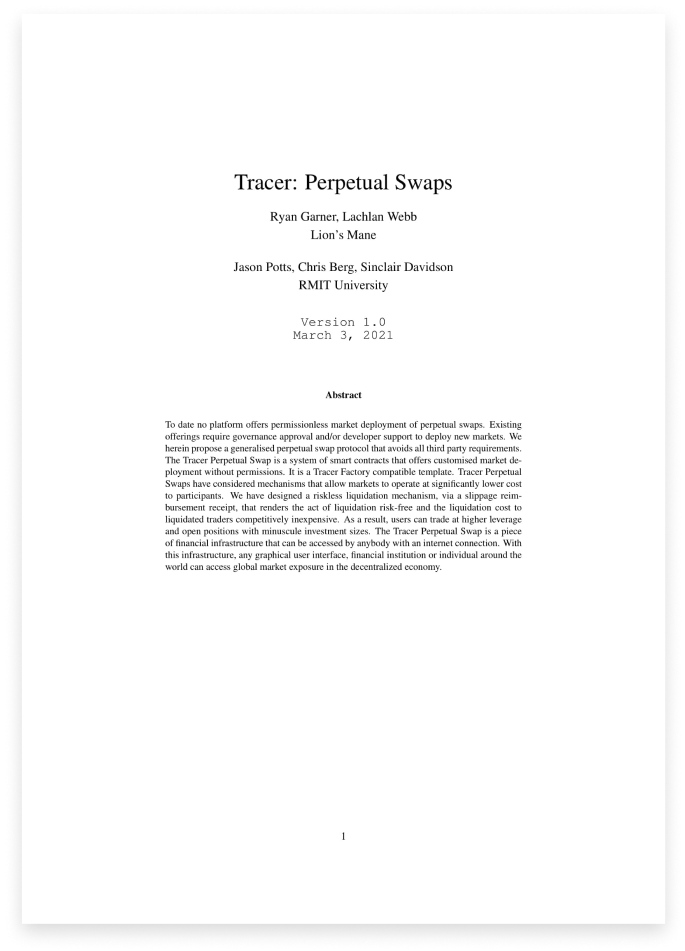 Tracer: Perpetual Swaps
Ryan Garner, Lachlan Webb
Lion's Mane
Jason Potts, Chris Berg, Sinclair Davidson
RMIT University
Version 1.0
March 3, 2021
Abstract
To date no platform offers permissionless market deployment of perpetual swaps. Existing
offerings require governance approval and/or developer support to deploy new markets. We
herein propose a generalised perpetual swap protocol that avoids all third party requirements.
The Tracer Perpetual Swap is a system of smart contracts that offers customised market de-
ployment without permissions. It is a Tracer Factory compatible template. Tracer Perpetual
Swaps have considered mechanisms that allow markets to operate at significantly lower cost
to participants. We have designed a riskless liquidation mechanism, via a slippage reim-
bursement receipt, that renders the act of liquidation risk-free and the liquidation cost to
liquidated traders competitively inexpensive. As a result, users can trade at higher leverage
and open positions with minuscule investment sizes. The Tracer Perpetual Swap is a piece
of financial infrastructure that can be accessed by anybody with an internet connection. With
this infrastructure, any graphical user interface, financial institution or individual around the
world can access global market exposure in the decentralized economy.
1